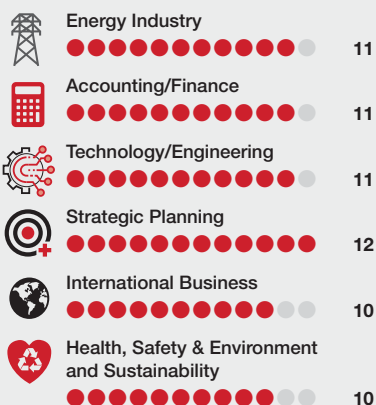 Energy Industry
11
Accounting/Finance
11
Technology/Engineering
11
Strategic Planning
12
International Business
10
Health, Safety & Environment
and Sustainability
10